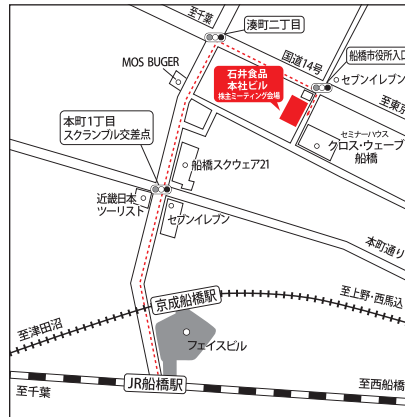 至千葉
湊町二丁目
国道14号
船橋市役所入口
セブンイレブン
至東京
MOS BUGER
石井食品
本社ビル
株主ミーティング会場
セミナーハウス
クロス・ウェーブ
船橋
本町1丁目
スクランブル交差点
船橋スクウェア21
近畿日本
ツーリスト
セブンイレブン
本町通り
京成船橋駅
至上野・西馬込
至津田沼
フェイスビル
JR船橋駅
至千葉
至西船橋